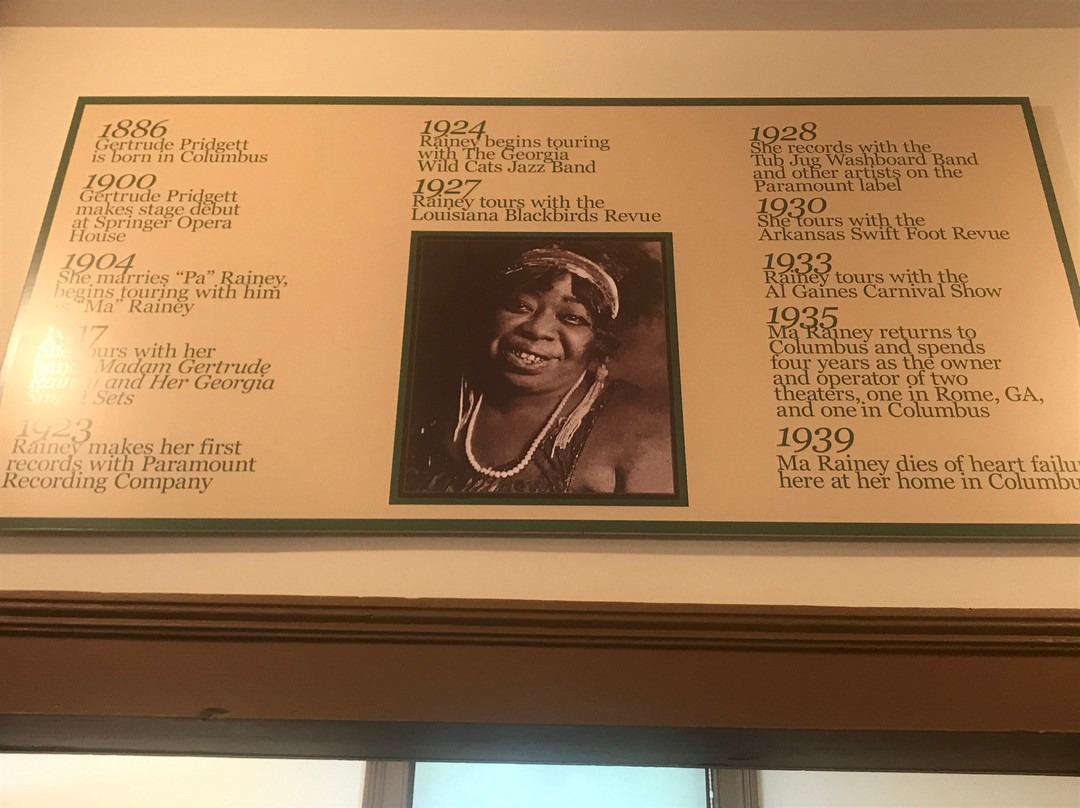 1886
Gertrude Pridgett
is born in Columbus
1900
Gertrude Pridgett
makes stage debut
at Springer Opera
House
1904
She marries “Pa” Rainey,
begins touring with him
“Ma” Rainey
1917
She tours with her
band Madam Gertrude
Rainey and Her Georgia
Sets
1923
Rainey makes her first
records with Paramount
Recording Company
1924
Rainey begins touring
with The Georgia
Wild Cats Jazz Band
1927
Rainey tours with the
Louisiana Blackbirds Revue
1928
She records with the
Tub Jug Washboard Band
and other artists on the
Paramount label
1930
She tours with the
Arkansas Swift Foot Revue
1933
Rainey tours with the
Al Gaines Carnival Show
1935
Ma Rainey returns to
Columbus and spends
four years as the owner
and operator of two
theaters, one in Rome, GA,
and one in Columbus
1939
Ma Rainey dies of heart failu
here at her home in Columbu